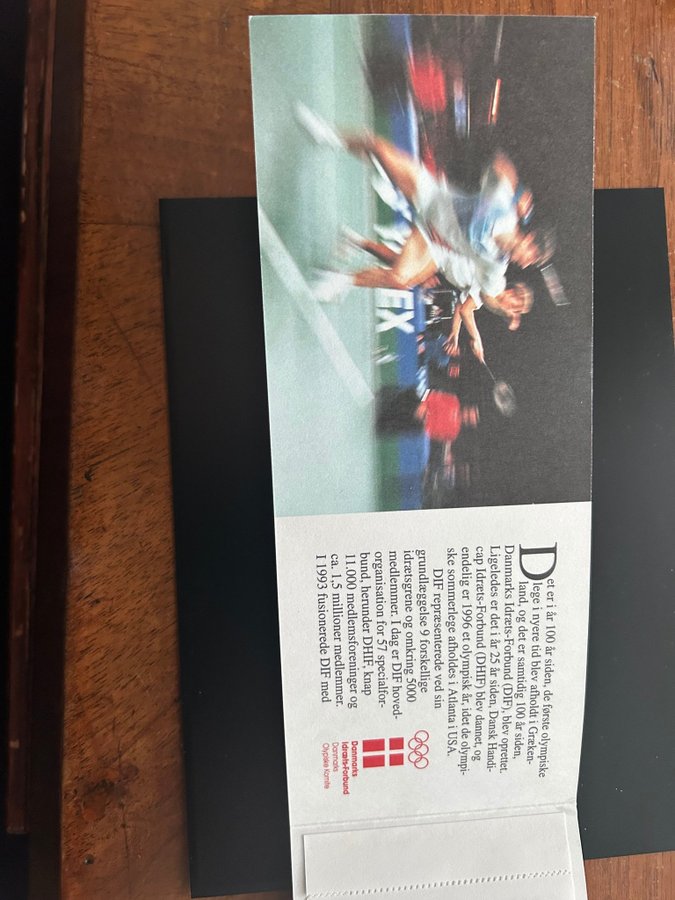 Det er i år 100 år siden, de første olympiske
lege i nyere tid blev afholdt i Græken-
land, og det er samtidig 100 år siden,
Danmarks Idræts-Forbund (DIF), blev oprettet.
Ligeledes er det i år 25 år siden, Dansk Handi-
cap Idræts-Forbund (DHIF) blev dannet, og
endelig er 1996 et olympisk år, idet de olympi-
ske sommerlege afholdes i Atlanta i USA.
DIF repræsenterede ved sin
grundlæggelse 9 forskellige
idrætsgrene og omkring 5000
medlemmer. I dag er DIF hoved-
organisation for 57 specialfor-
bund, herunder DHIF, knap
11.000 medlemsforeninger og
ca. 1,5 millioner medlemmer.
I 1993 fusionerede DIF med
Danmarks
Idræts-Forbund
Danmarks
Olympiske Komite
EX